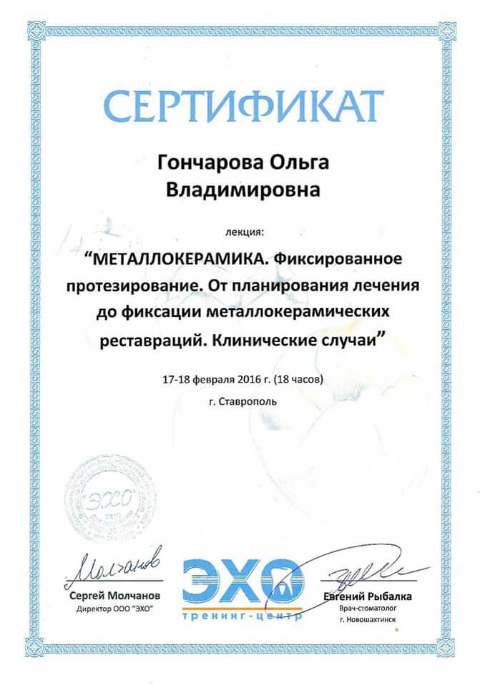 СЕРТИФИКАТ
Гончарова Ольга
Владимировна
лекция:
“МЕТАЛЛОКЕРАМИКА. Фиксированное
протезирование. От планирования лечения
до фиксации металлокерамических
реставраций. Клинические случаи”
17-18 февраля 2016 г. (18 часов)
г. Ставрополь
"ЭХО"
Молчанов
Сергей Молчанов
Директор ООО "ЭХО"
ЭХО
тренинг-центр
Евгений Рыбалка
Врач-стоматолог
г. Новошахтинск